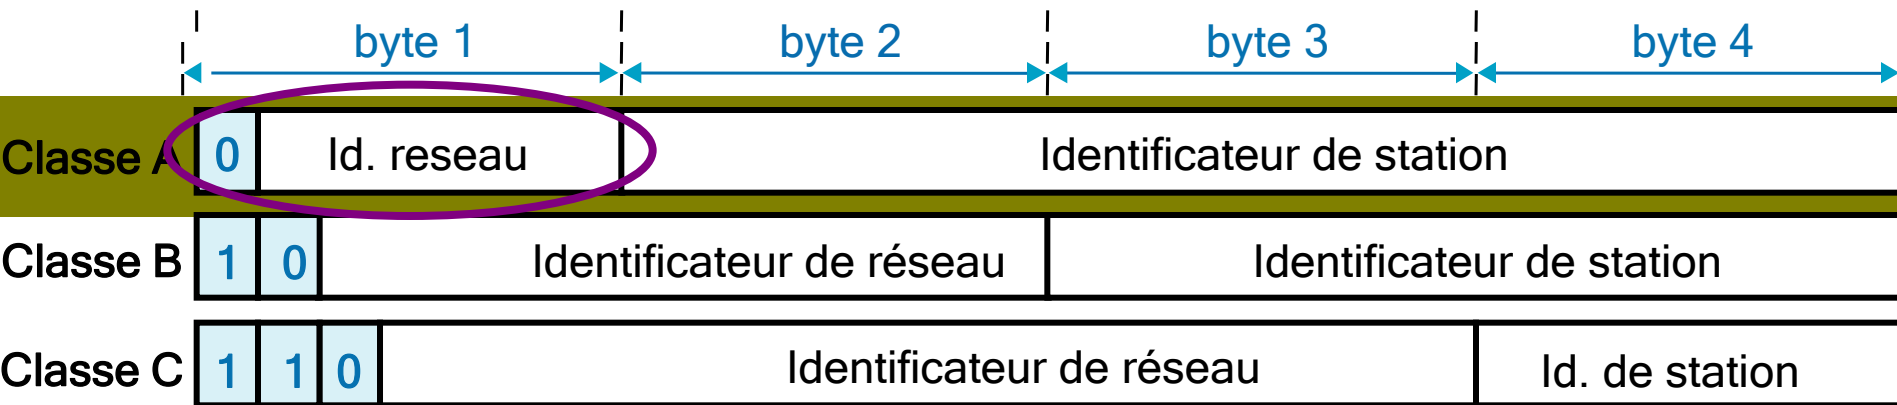 byte 1 byte 2 byte 3 byte 4
Classe A 0 Id. reseau Identificateur de station
Classe B 1 0 Identificateur de réseau Identificateur de station
Classe C 1 1 0 Identificateur de réseau Id. de station